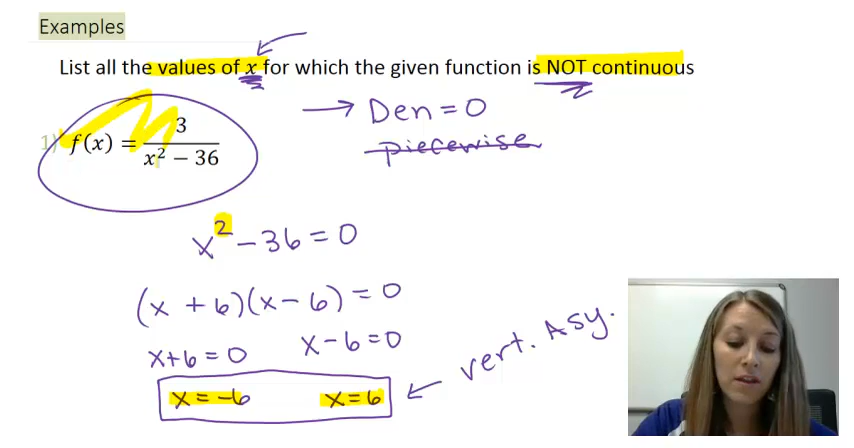 Examples
List all the values of x for which the given function is NOT continuous
→ Den = 0
piecewise
1) f(x) = 3 / (x² − 36)
x² − 36 = 0
(x + 6)(x − 6) = 0
x + 6 = 0 x − 6 = 0
x = −6 x = 6 ← vert. Asy.